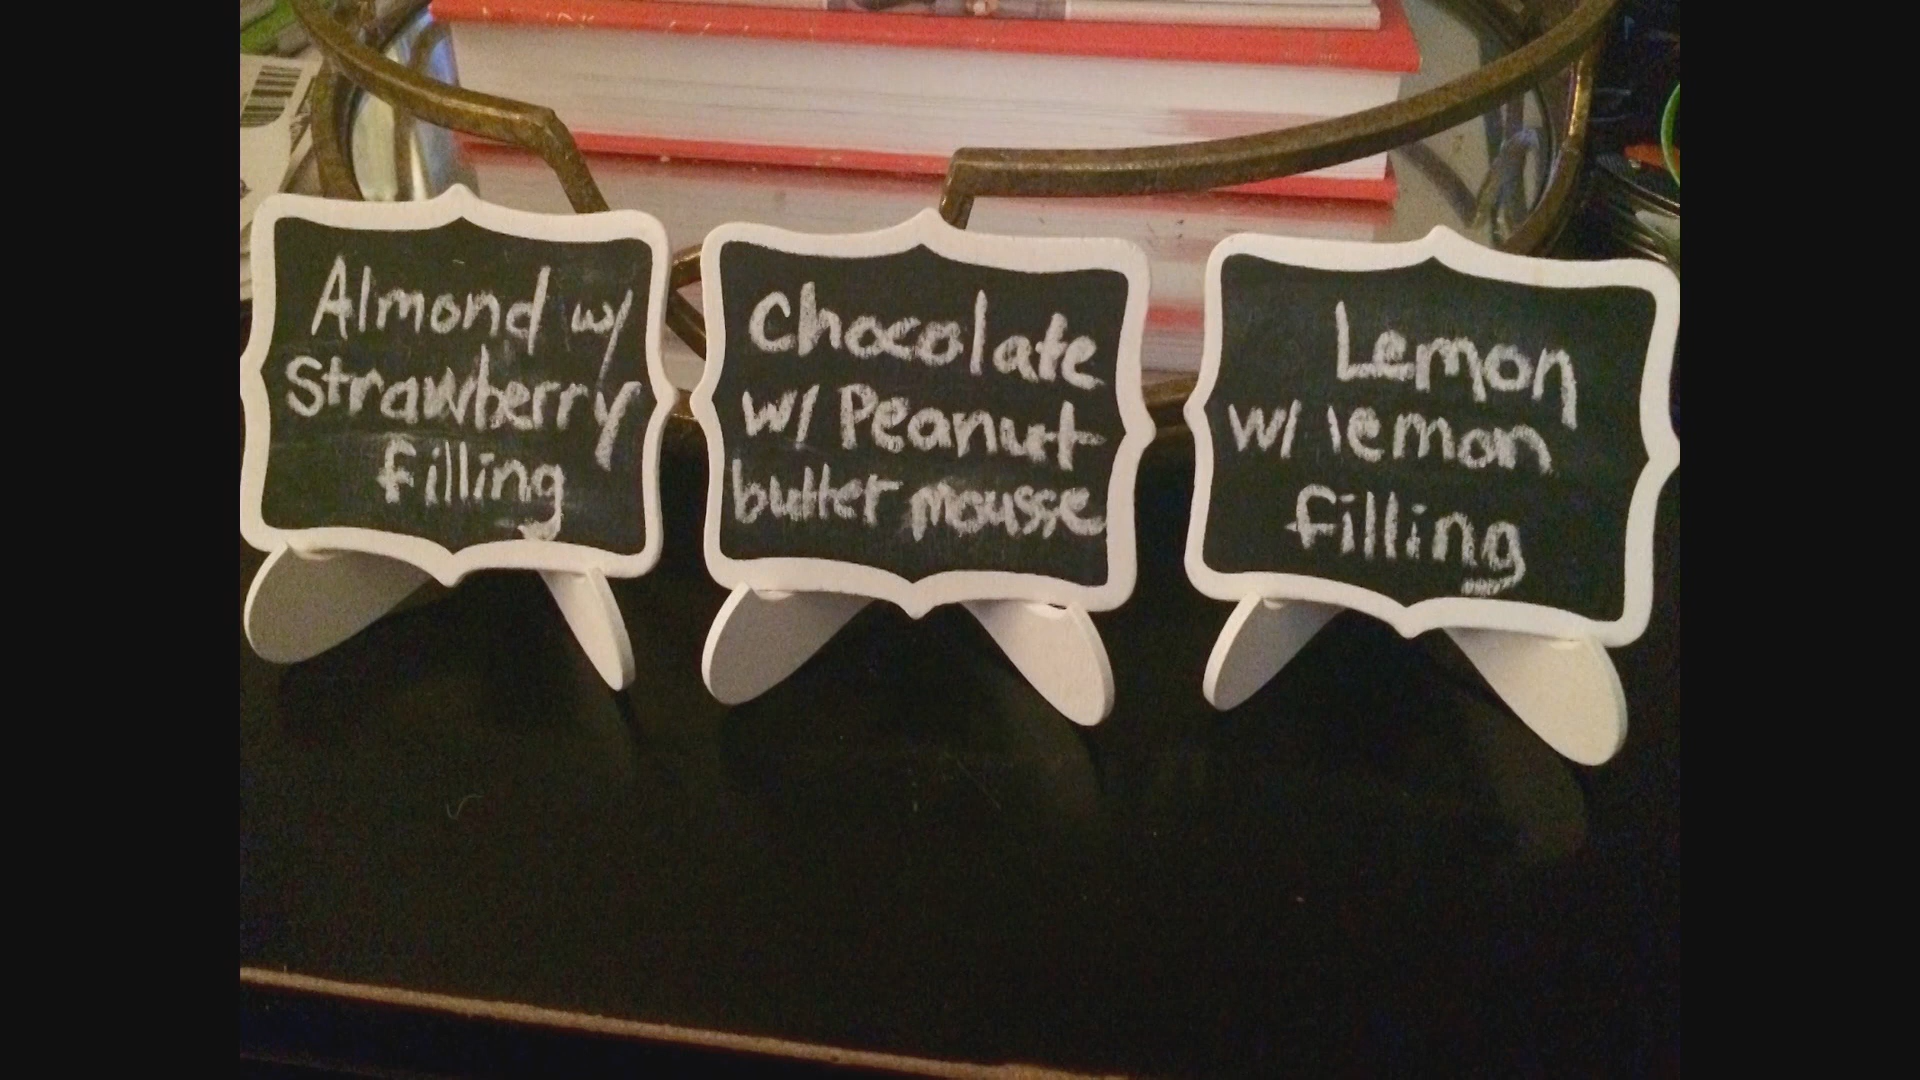 Almond w/
Strawberry
filling
Chocolate
w/ Peanut
butter mousse
Lemon
w/ lemon
filling